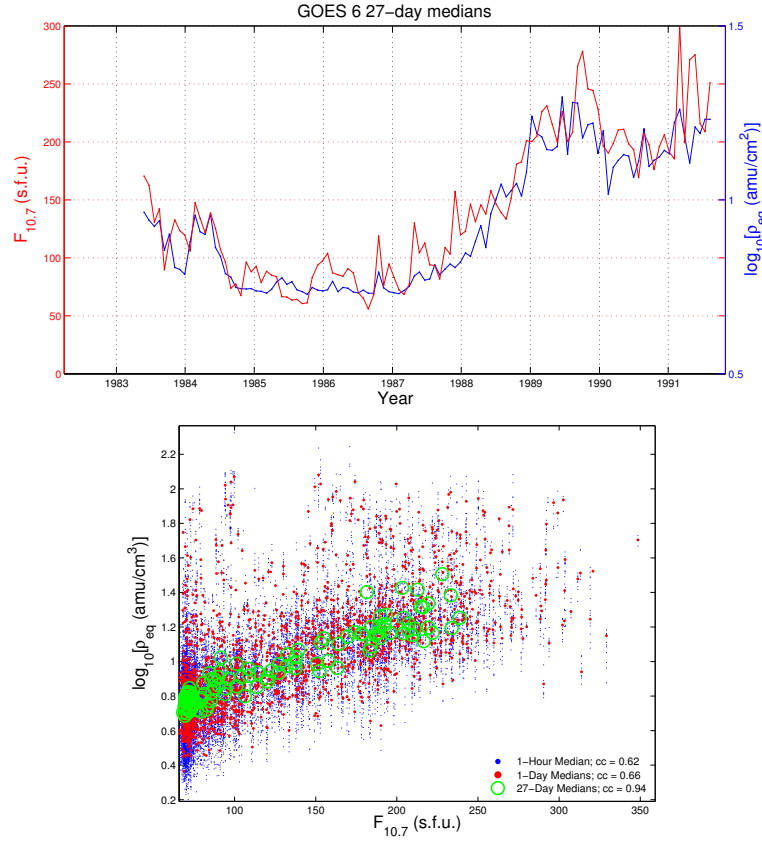 GOES 6 27−day medians
300
250
200
150
100
50
0
F10.7 (s.f.u.)
1.5
1
0.5
log10[ρeq (amu/cm2)]
1983 1984 1985 1986 1987 1988 1989 1990 1991
Year
2.2
2
1.8
1.6
1.4
1.2
1
0.8
0.6
0.4
0.2
log10[ρeq (amu/cm3)]
1−Hour Median; cc = 0.62
1−Day Medians; cc = 0.66
27−Day Medians; cc = 0.94
100 150 200 250 300 350
F10.7 (s.f.u.)